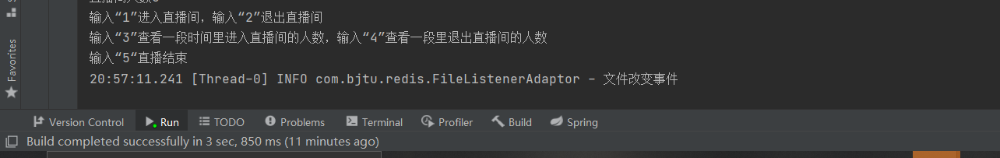 输入“1”进入直播间，输入“2”退出直播间
输入“3”查看一段时间里进入直播间的人数，输入“4”查看一段里退出直播间的人数
输入“5“直播结束
20:57:11.241 [Thread-0] INFO com.bjtu.redis.FileListenerAdaptor - 文件改变事件
Favorites
Version Control Run TODO Problems Terminal Profiler Build Spring
Build completed successfully in 3 sec, 850 ms (11 minutes ago)